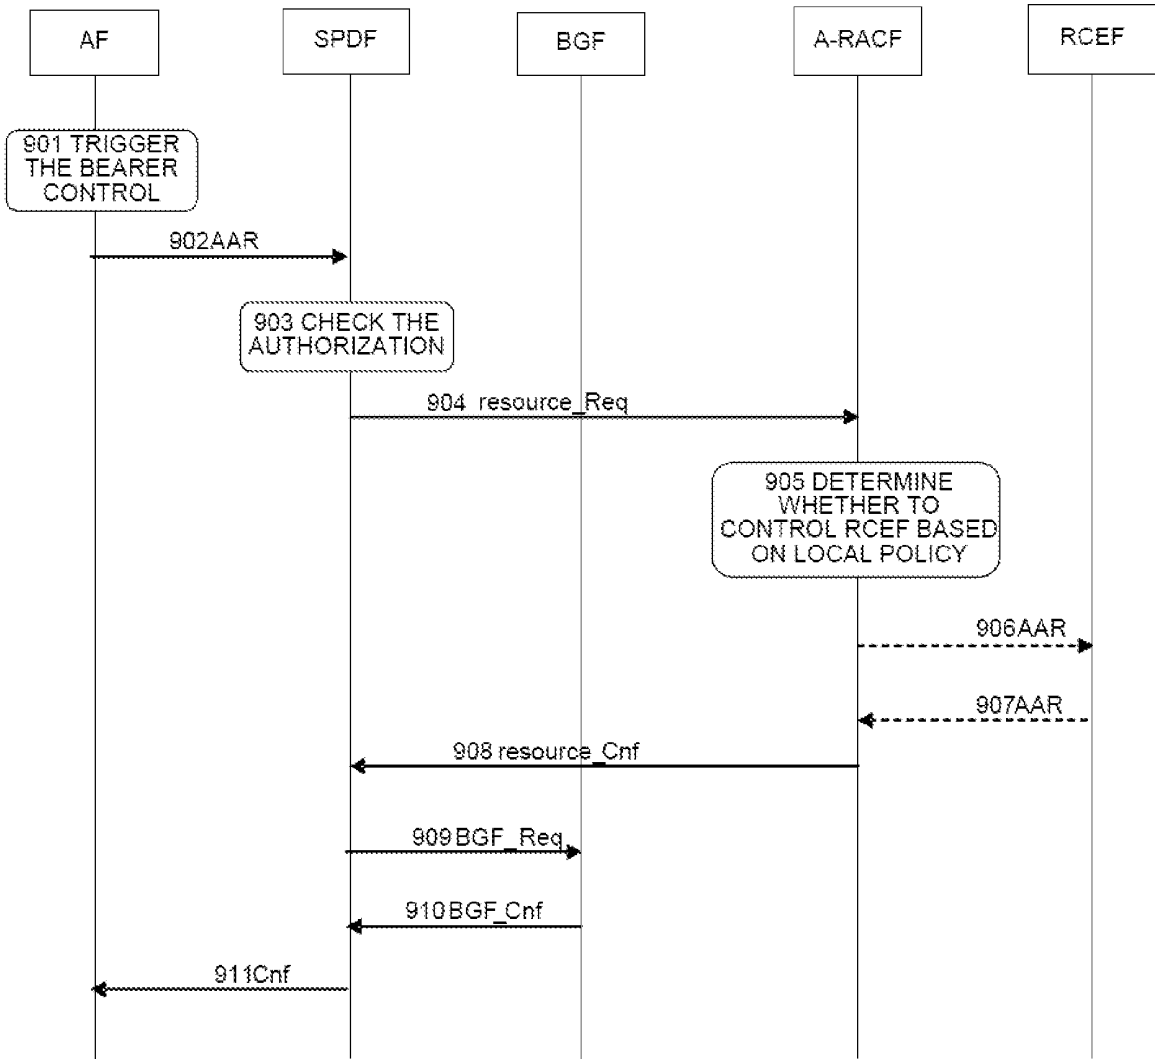 AF
SPDF
BGF
A-RACF
RCEF
901 TRIGGER
THE BEARER
CONTROL
902AAR
903 CHECK THE
AUTHORIZATION
904 resource_Req
905 DETERMINE
WHETHER TO
CONTROL RCEF BASED
ON LOCAL POLICY
906AAR
907AAR
908 resource_Cnf
909BGF_Req
910BGF_Cnf
911Cnf